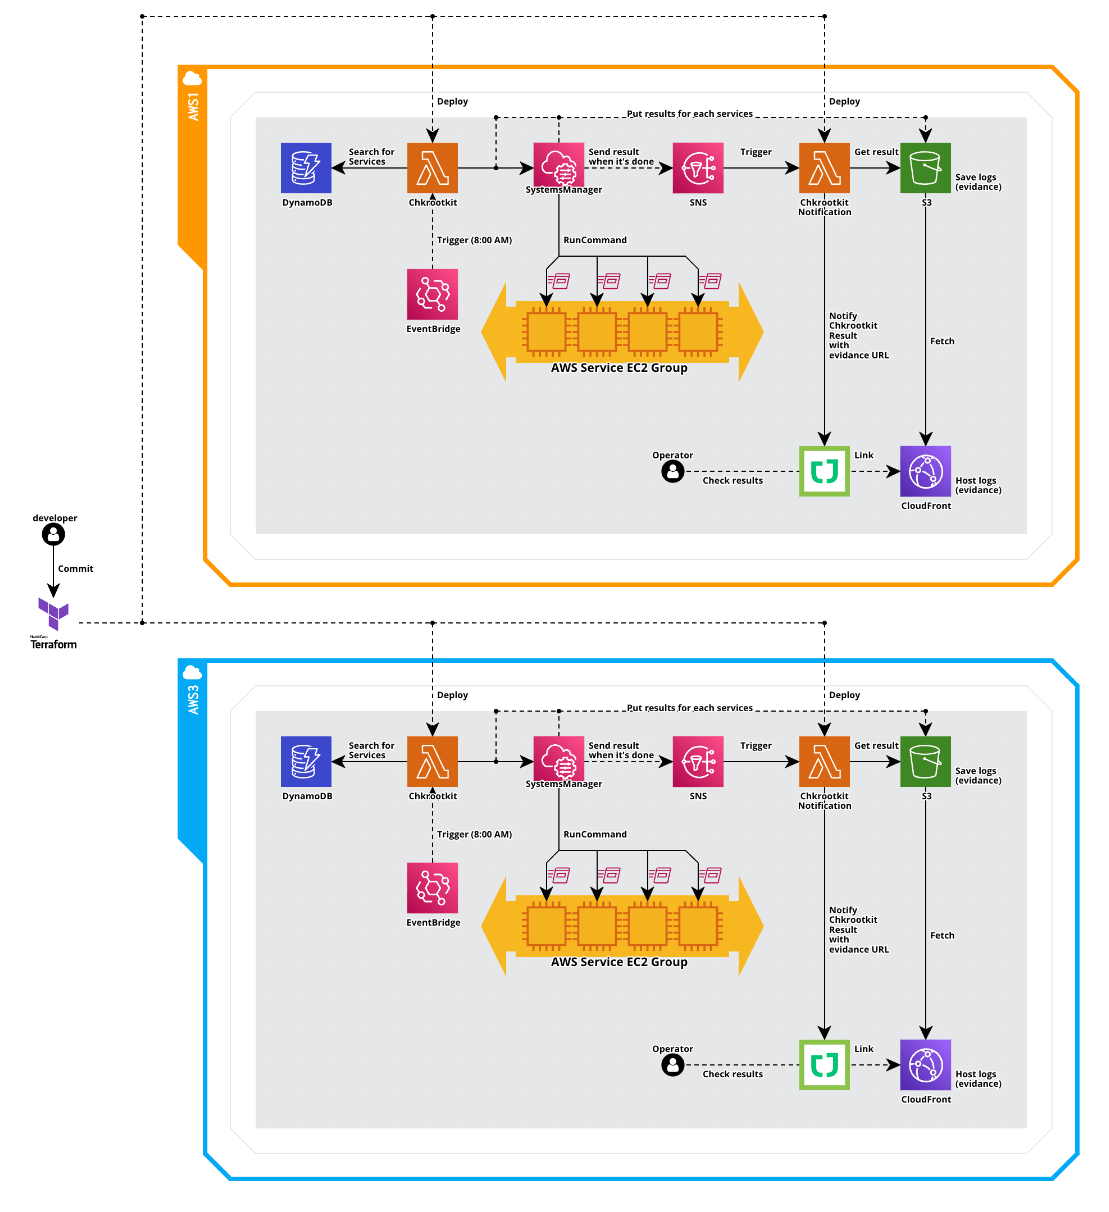 AWS1
Deploy
Deploy
Put results for each services
Search for
Services
Send result
when it's done
Trigger
Get result
Save logs
(evidance)
DynamoDB
Chkrootkit
SystemsManager
SNS
Chkrootkit
Notification
S3
Trigger (8:00 AM)
RunCommand
EventBridge
Notify
Chkrootkit
Result
with
evidance URL
Fetch
AWS Service EC2 Group
Operator
Check results
Link
Host logs
(evidance)
CloudFront
developer
Commit
HashiCorp
Terraform
AWS3
Deploy
Deploy
Put results for each services
Search for
Services
Send result
when it's done
Trigger
Get result
Save logs
(evidance)
DynamoDB
Chkrootkit
SystemsManager
SNS
Chkrootkit
Notification
S3
Trigger (8:00 AM)
RunCommand
EventBridge
Notify
Chkrootkit
Result
with
evidance URL
Fetch
AWS Service EC2 Group
Operator
Check results
Link
Host logs
(evidance)
CloudFront